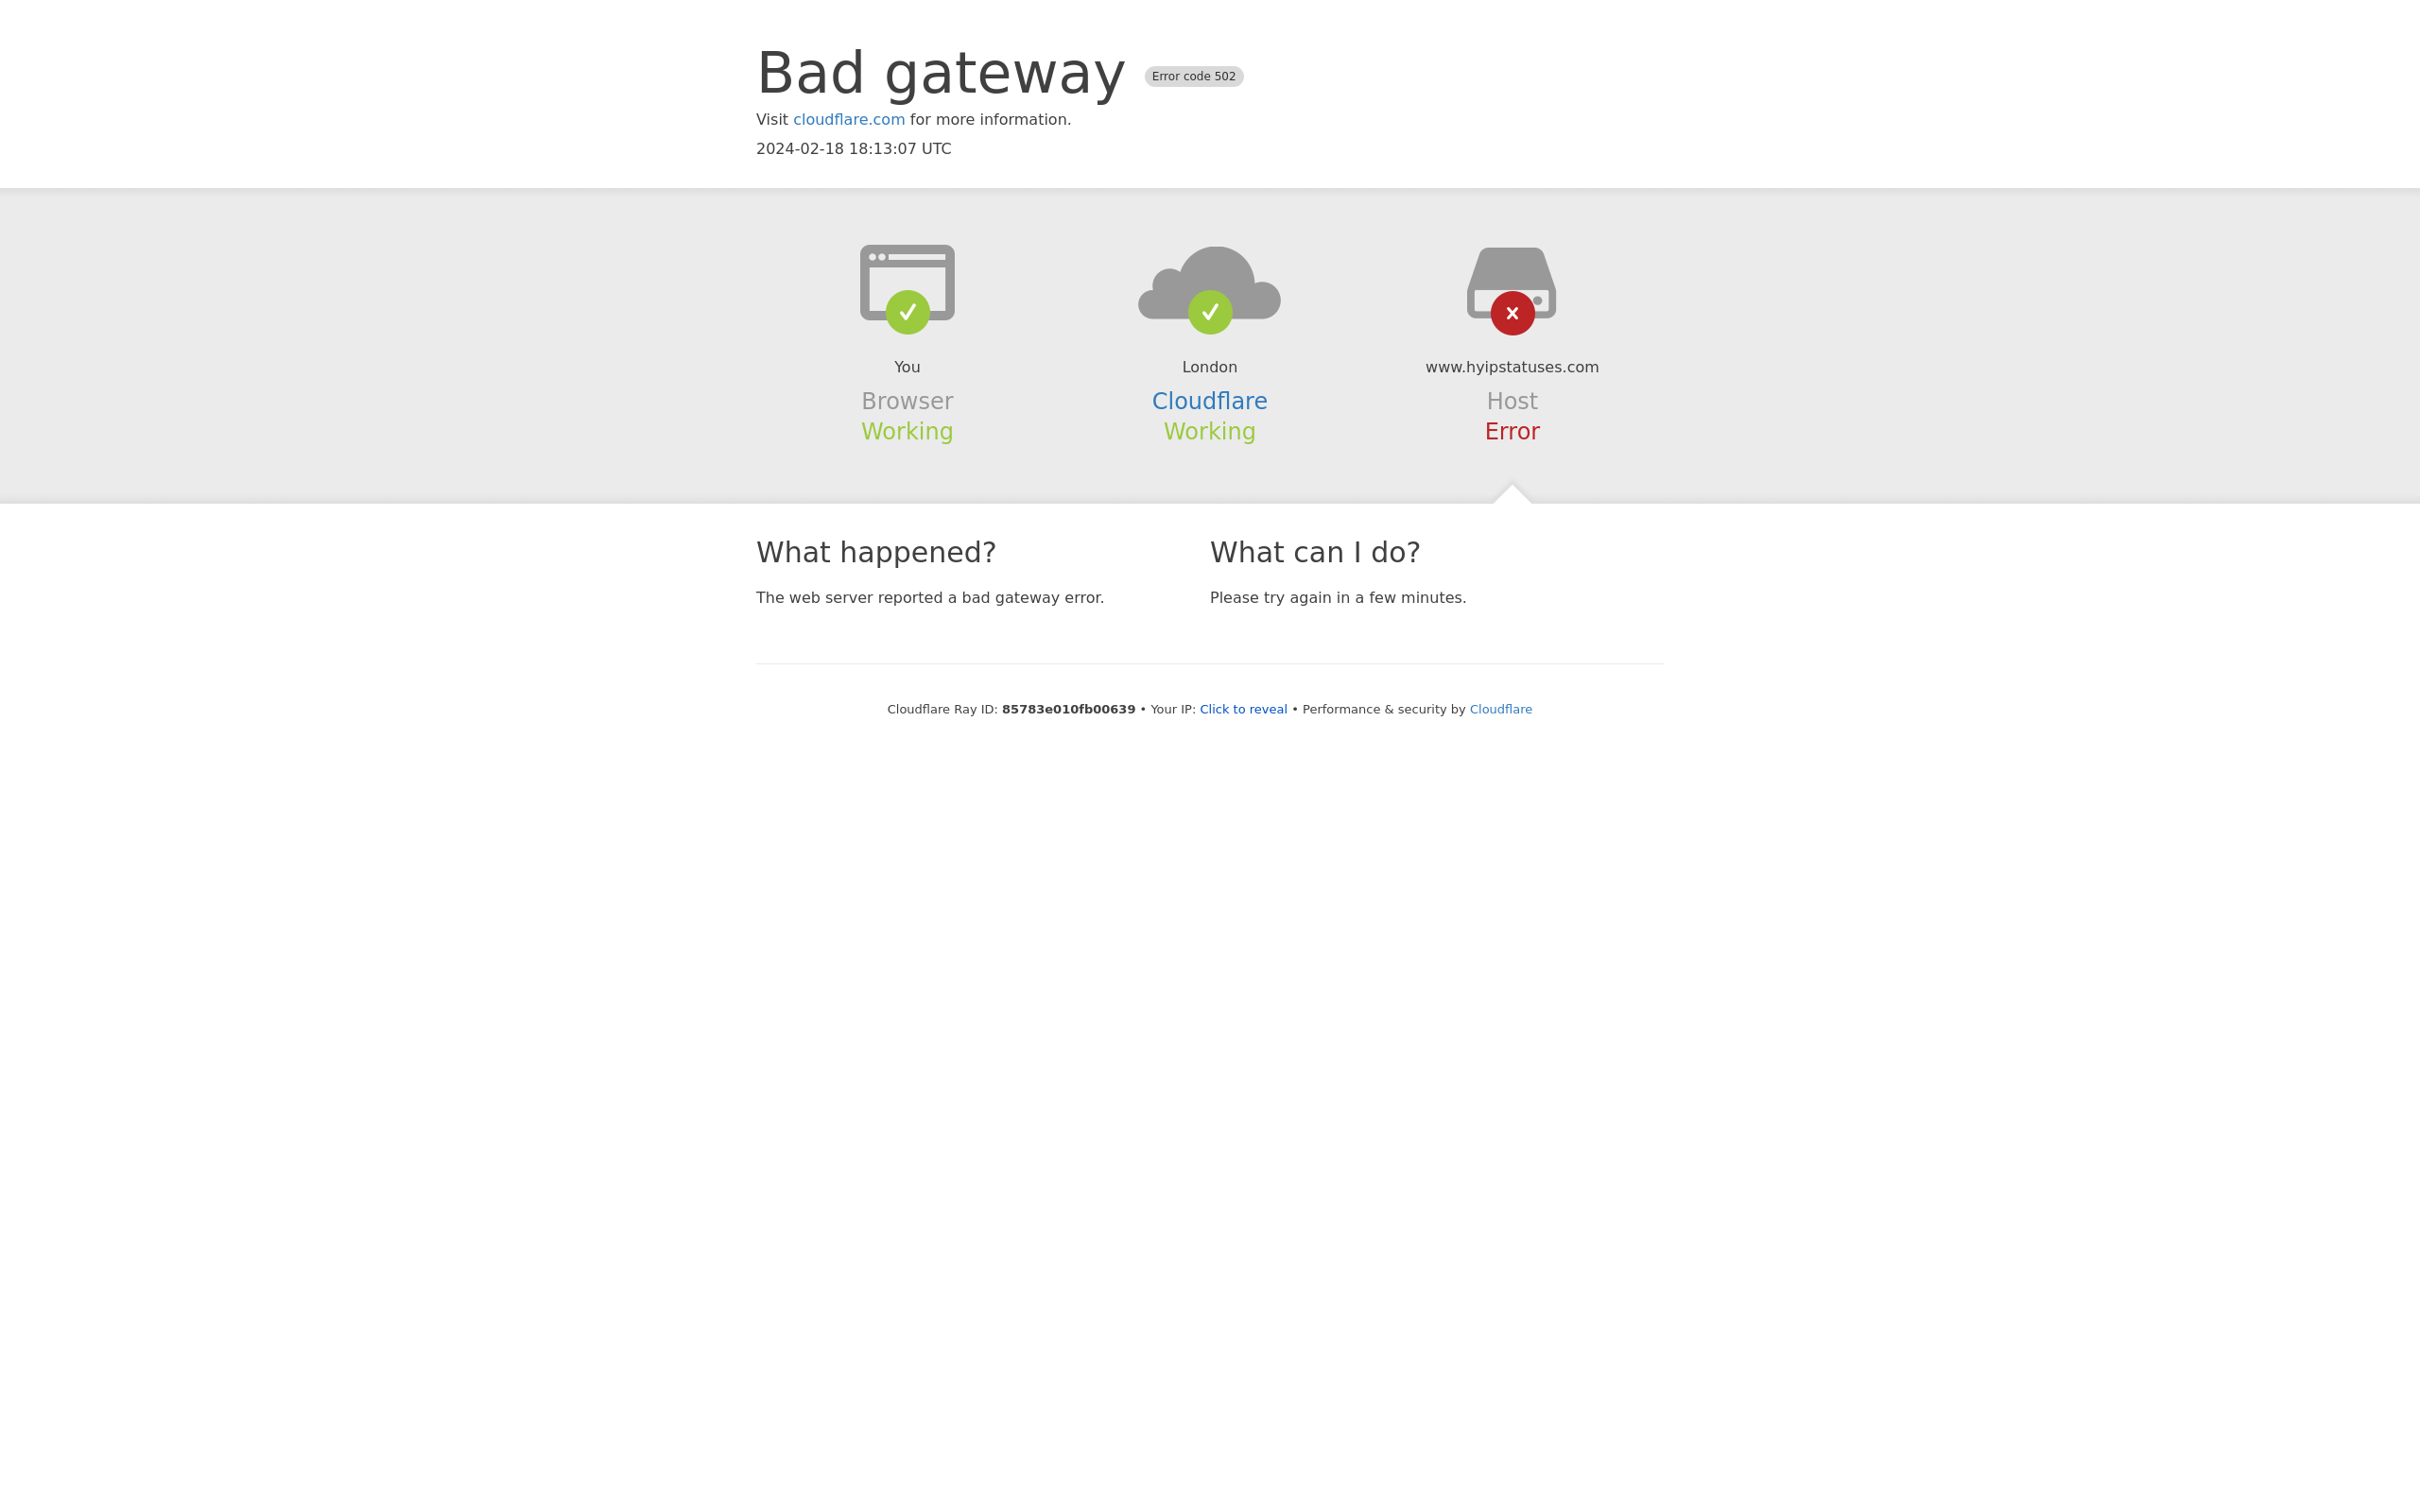 Bad gateway Error code 502
Visit cloudflare.com for more information.
2024-02-18 18:13:07 UTC
You
Browser
Working
London
Cloudflare
Working
www.hyipstatuses.com
Host
Error
What happened?
The web server reported a bad gateway error.
What can I do?
Please try again in a few minutes.
Cloudflare Ray ID: 85783e010fb00639 • Your IP: Click to reveal • Performance & security by Cloudflare